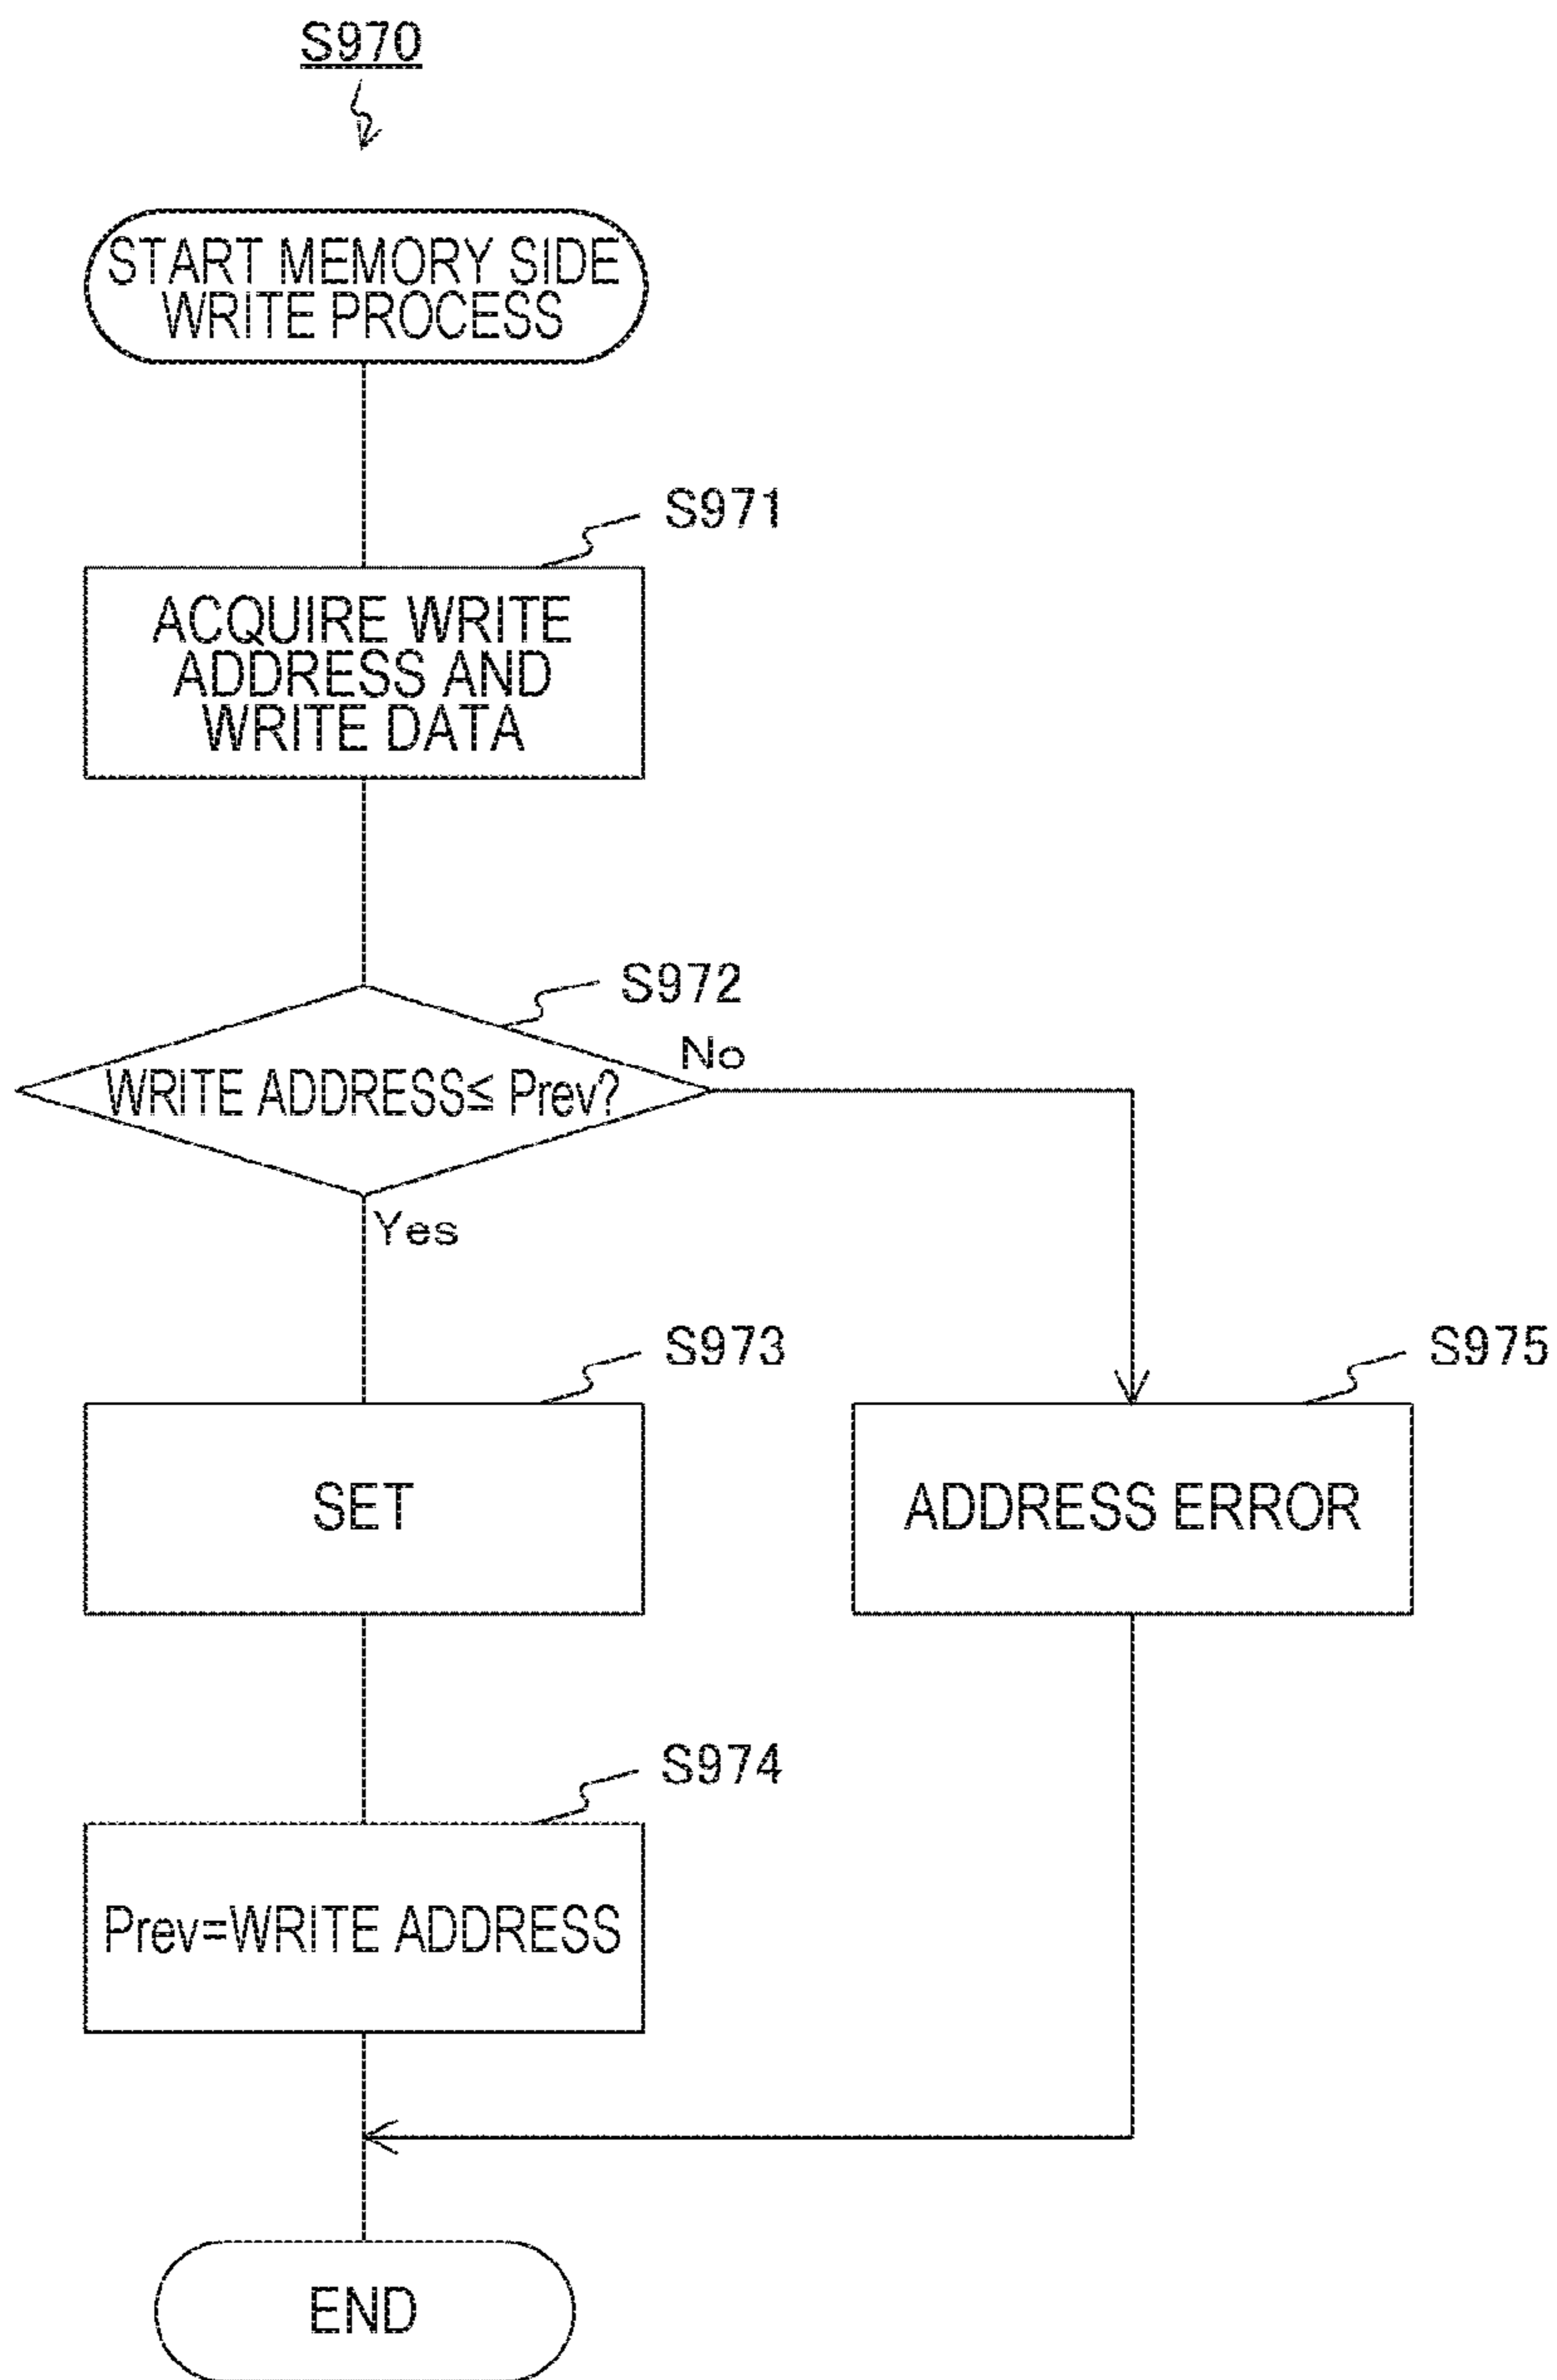 S970
START MEMORY SIDE
WRITE PROCESS
S971
ACQUIRE WRITE
ADDRESS AND
WRITE DATA
S972
WRITE ADDRESS≤ Prev?
No
Yes
S973
SET
S975
ADDRESS ERROR
S974
Prev=WRITE ADDRESS
END